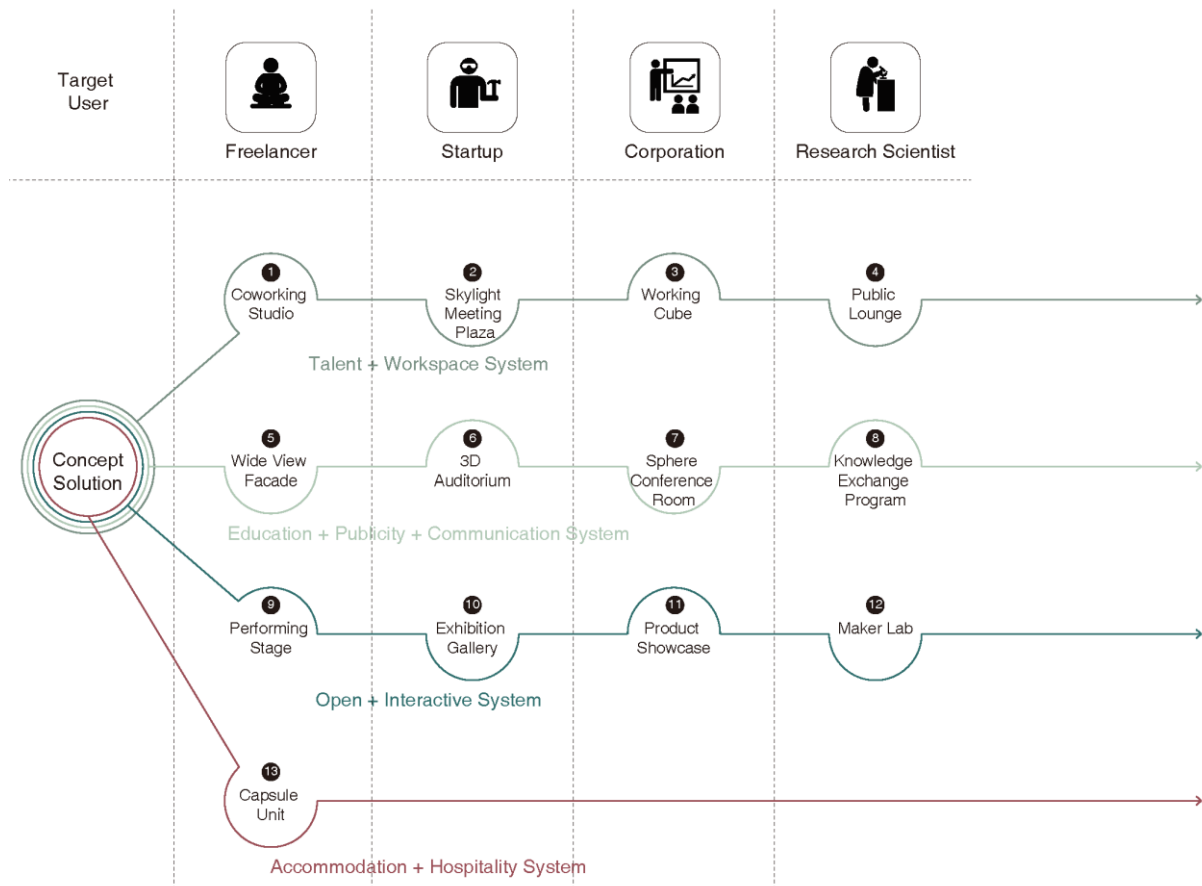 Target
User
Freelancer
Startup
Corporation
Research Scientist
1
Coworking
Studio
2
Skylight
Meeting
Plaza
3
Working
Cube
4
Public
Lounge
Talent + Workspace System
Concept
Solution
5
Wide View
Facade
6
3D
Auditorium
7
Sphere
Conference
Room
8
Knowledge
Exchange
Program
Education + Publicity + Communication System
9
Performing
Stage
10
Exhibition
Gallery
11
Product
Showcase
12
Maker Lab
Open + Interactive System
13
Capsule
Unit
Accommodation + Hospitality System